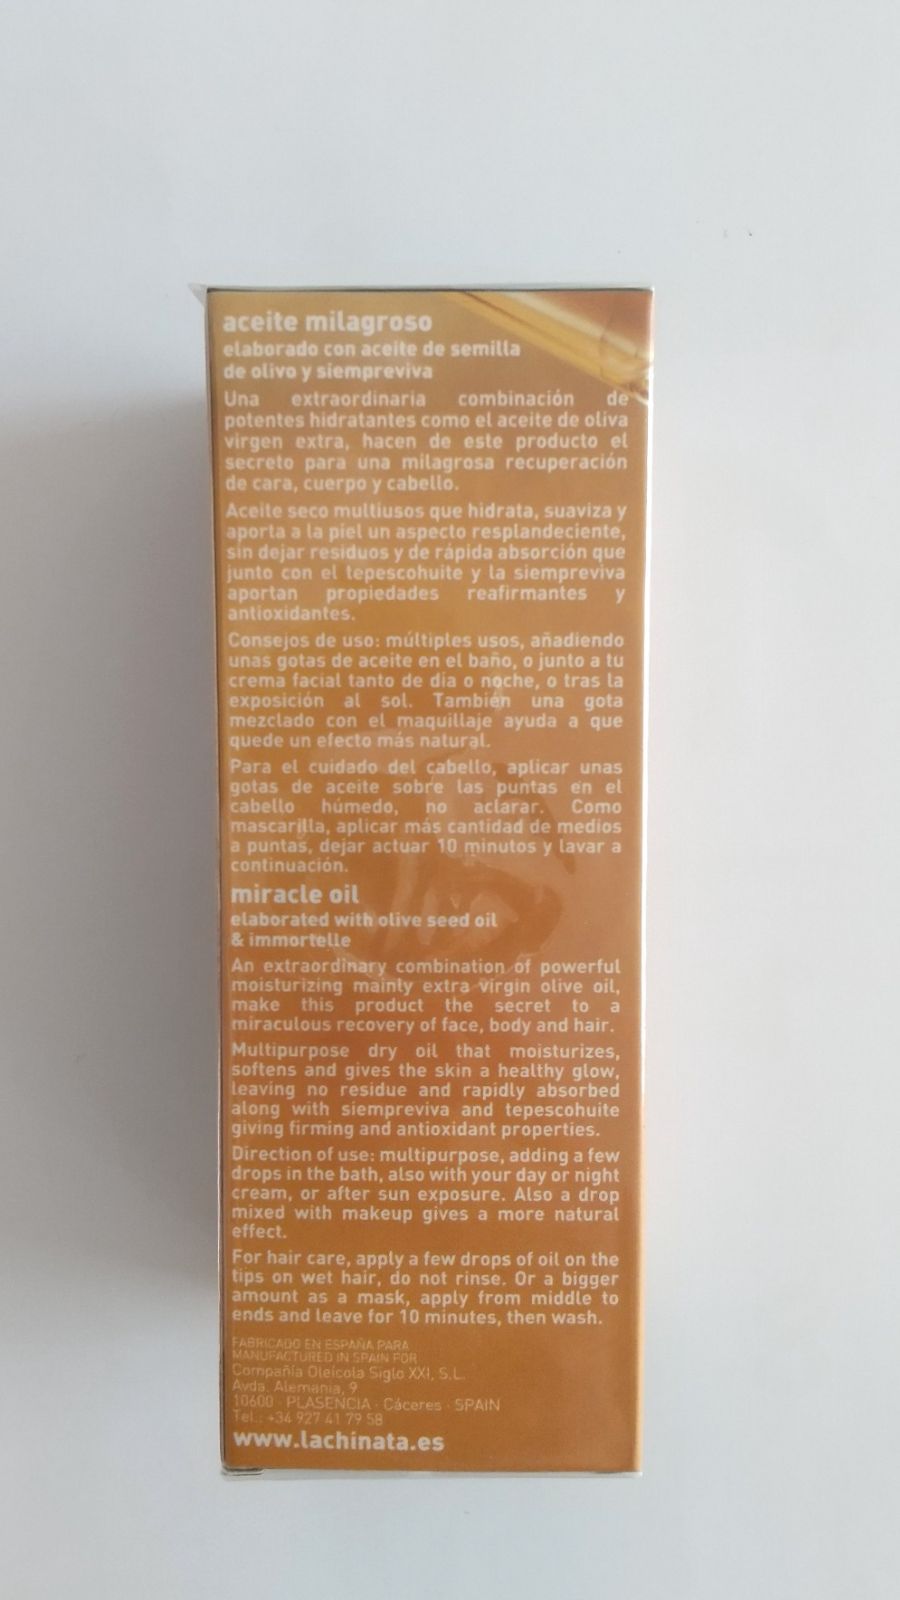 aceite milagroso
elaborado con aceite de semilla
de olivo y siempreviva
Una extraordinaria combinación de
potentes hidratantes como el aceite de oliva
virgen extra, hacen de este producto el
secreto para una milagrosa recuperación
de cara, cuerpo y cabello.
Aceite seco multiusos que hidrata, suaviza y
aporta a la piel un aspecto resplandeciente,
sin dejar residuos y de rápida absorción que
junto con el tepescohuite y la siempreviva
aportan propiedades reafirmantes y
antioxidantes.
Consejos de uso: múltiples usos, añadiendo
unas gotas de aceite en el baño, o junto a tu
crema facial tanto de día o noche, o tras la
exposición al sol. También una gota
mezclado con el maquillaje ayuda a que
quede un efecto más natural.
Para el cuidado del cabello, aplicar unas
gotas de aceite sobre las puntas en el
cabello húmedo, no aclarar. Como
mascarilla, aplicar más cantidad de medios
a puntas, dejar actuar 10 minutos y lavar a
continuación.
miracle oil
elaborated with olive seed oil
& immortelle
An extraordinary combination of powerful
moisturizing mainly extra virgin olive oil,
make this product the secret to a
miraculous recovery of face, body and hair.
Multipurpose dry oil that moisturizes,
softens and gives the skin a healthy glow,
leaving no residue and rapidly absorbed
along with siempreviva and tepescohuite
giving firming and antioxidant properties.
Direction of use: multipurpose, adding a few
drops in the bath, also with your day or night
cream, or after sun exposure. Also a drop
mixed with makeup gives a more natural
effect.
For hair care, apply a few drops of oil on the
tips on wet hair, do not rinse. Or a bigger
amount as a mask, apply from middle to
ends and leave for 10 minutes, then wash.
FABRICADO EN ESPAÑA PARA
MANUFACTURED IN SPAIN FOR
Compañía Oleícola Siglo XXI, S.L.
Avda. Alemania, 9
10600 · PLASENCIA · Cáceres · SPAIN
Tel.: +34 927 41 79 58
www.lachinata.es